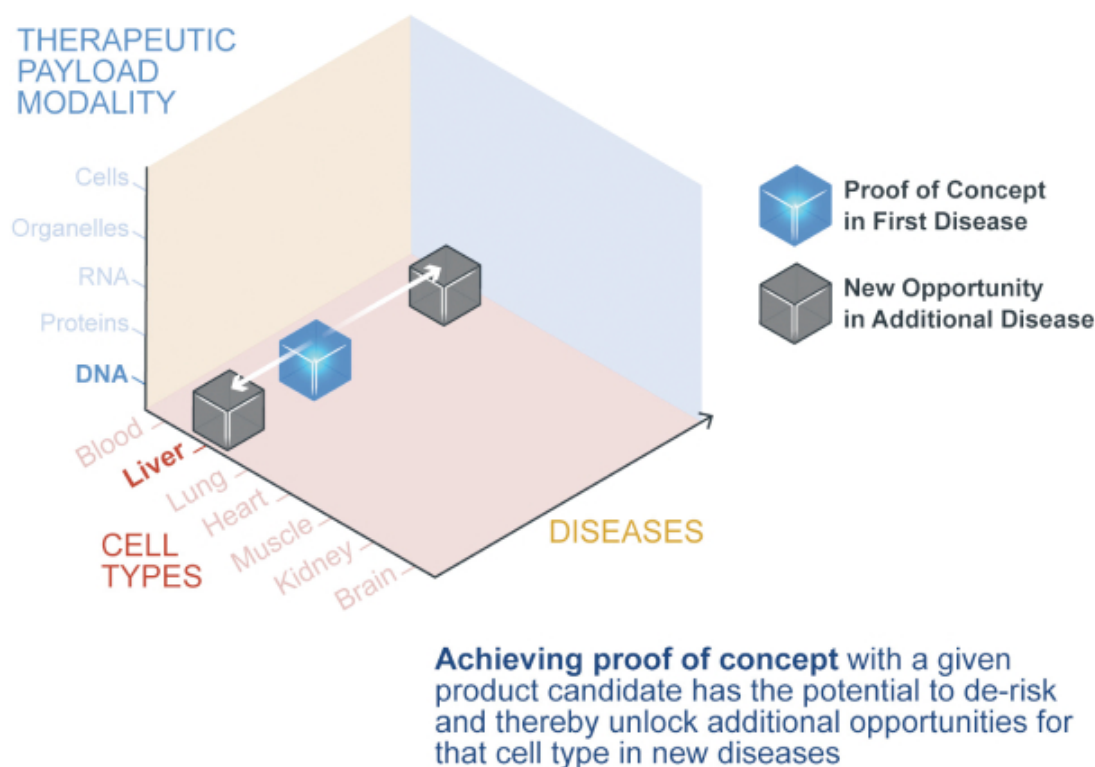 THERAPEUTIC
PAYLOAD
MODALITY
Cells
Organelles
RNA
Proteins
DNA
Blood
Liver
Lung
Heart
Muscle
Kidney
Brain
CELL
TYPES
DISEASES
Proof of Concept
in First Disease
New Opportunity
in Additional Disease
Achieving proof of concept with a given
product candidate has the potential to de-risk
and thereby unlock additional opportunities for
that cell type in new diseases